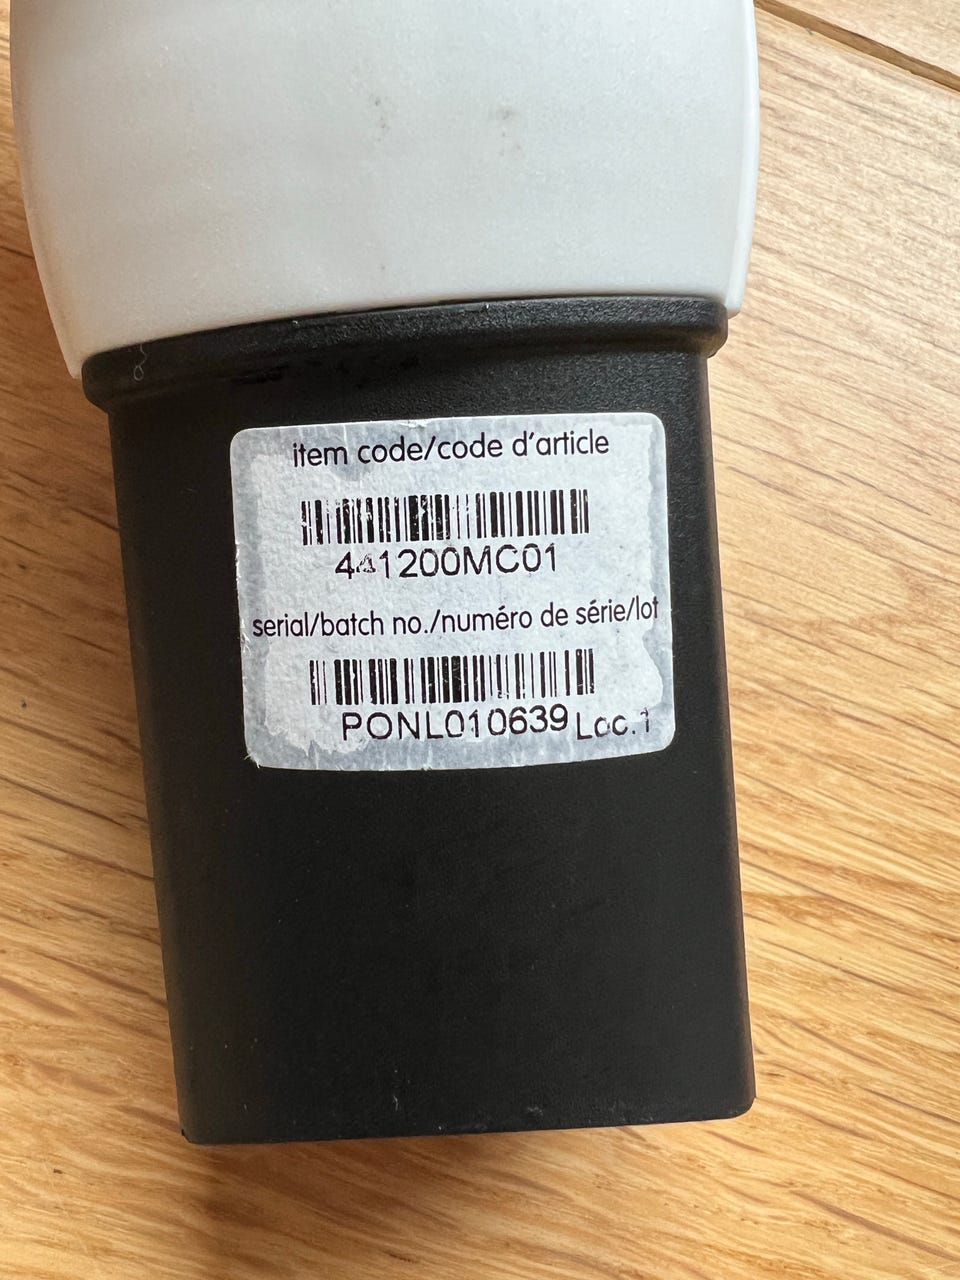 item code/code d'article
441200MC01
serial/batch no./numéro de série/lot
PONL010639 Loc.1